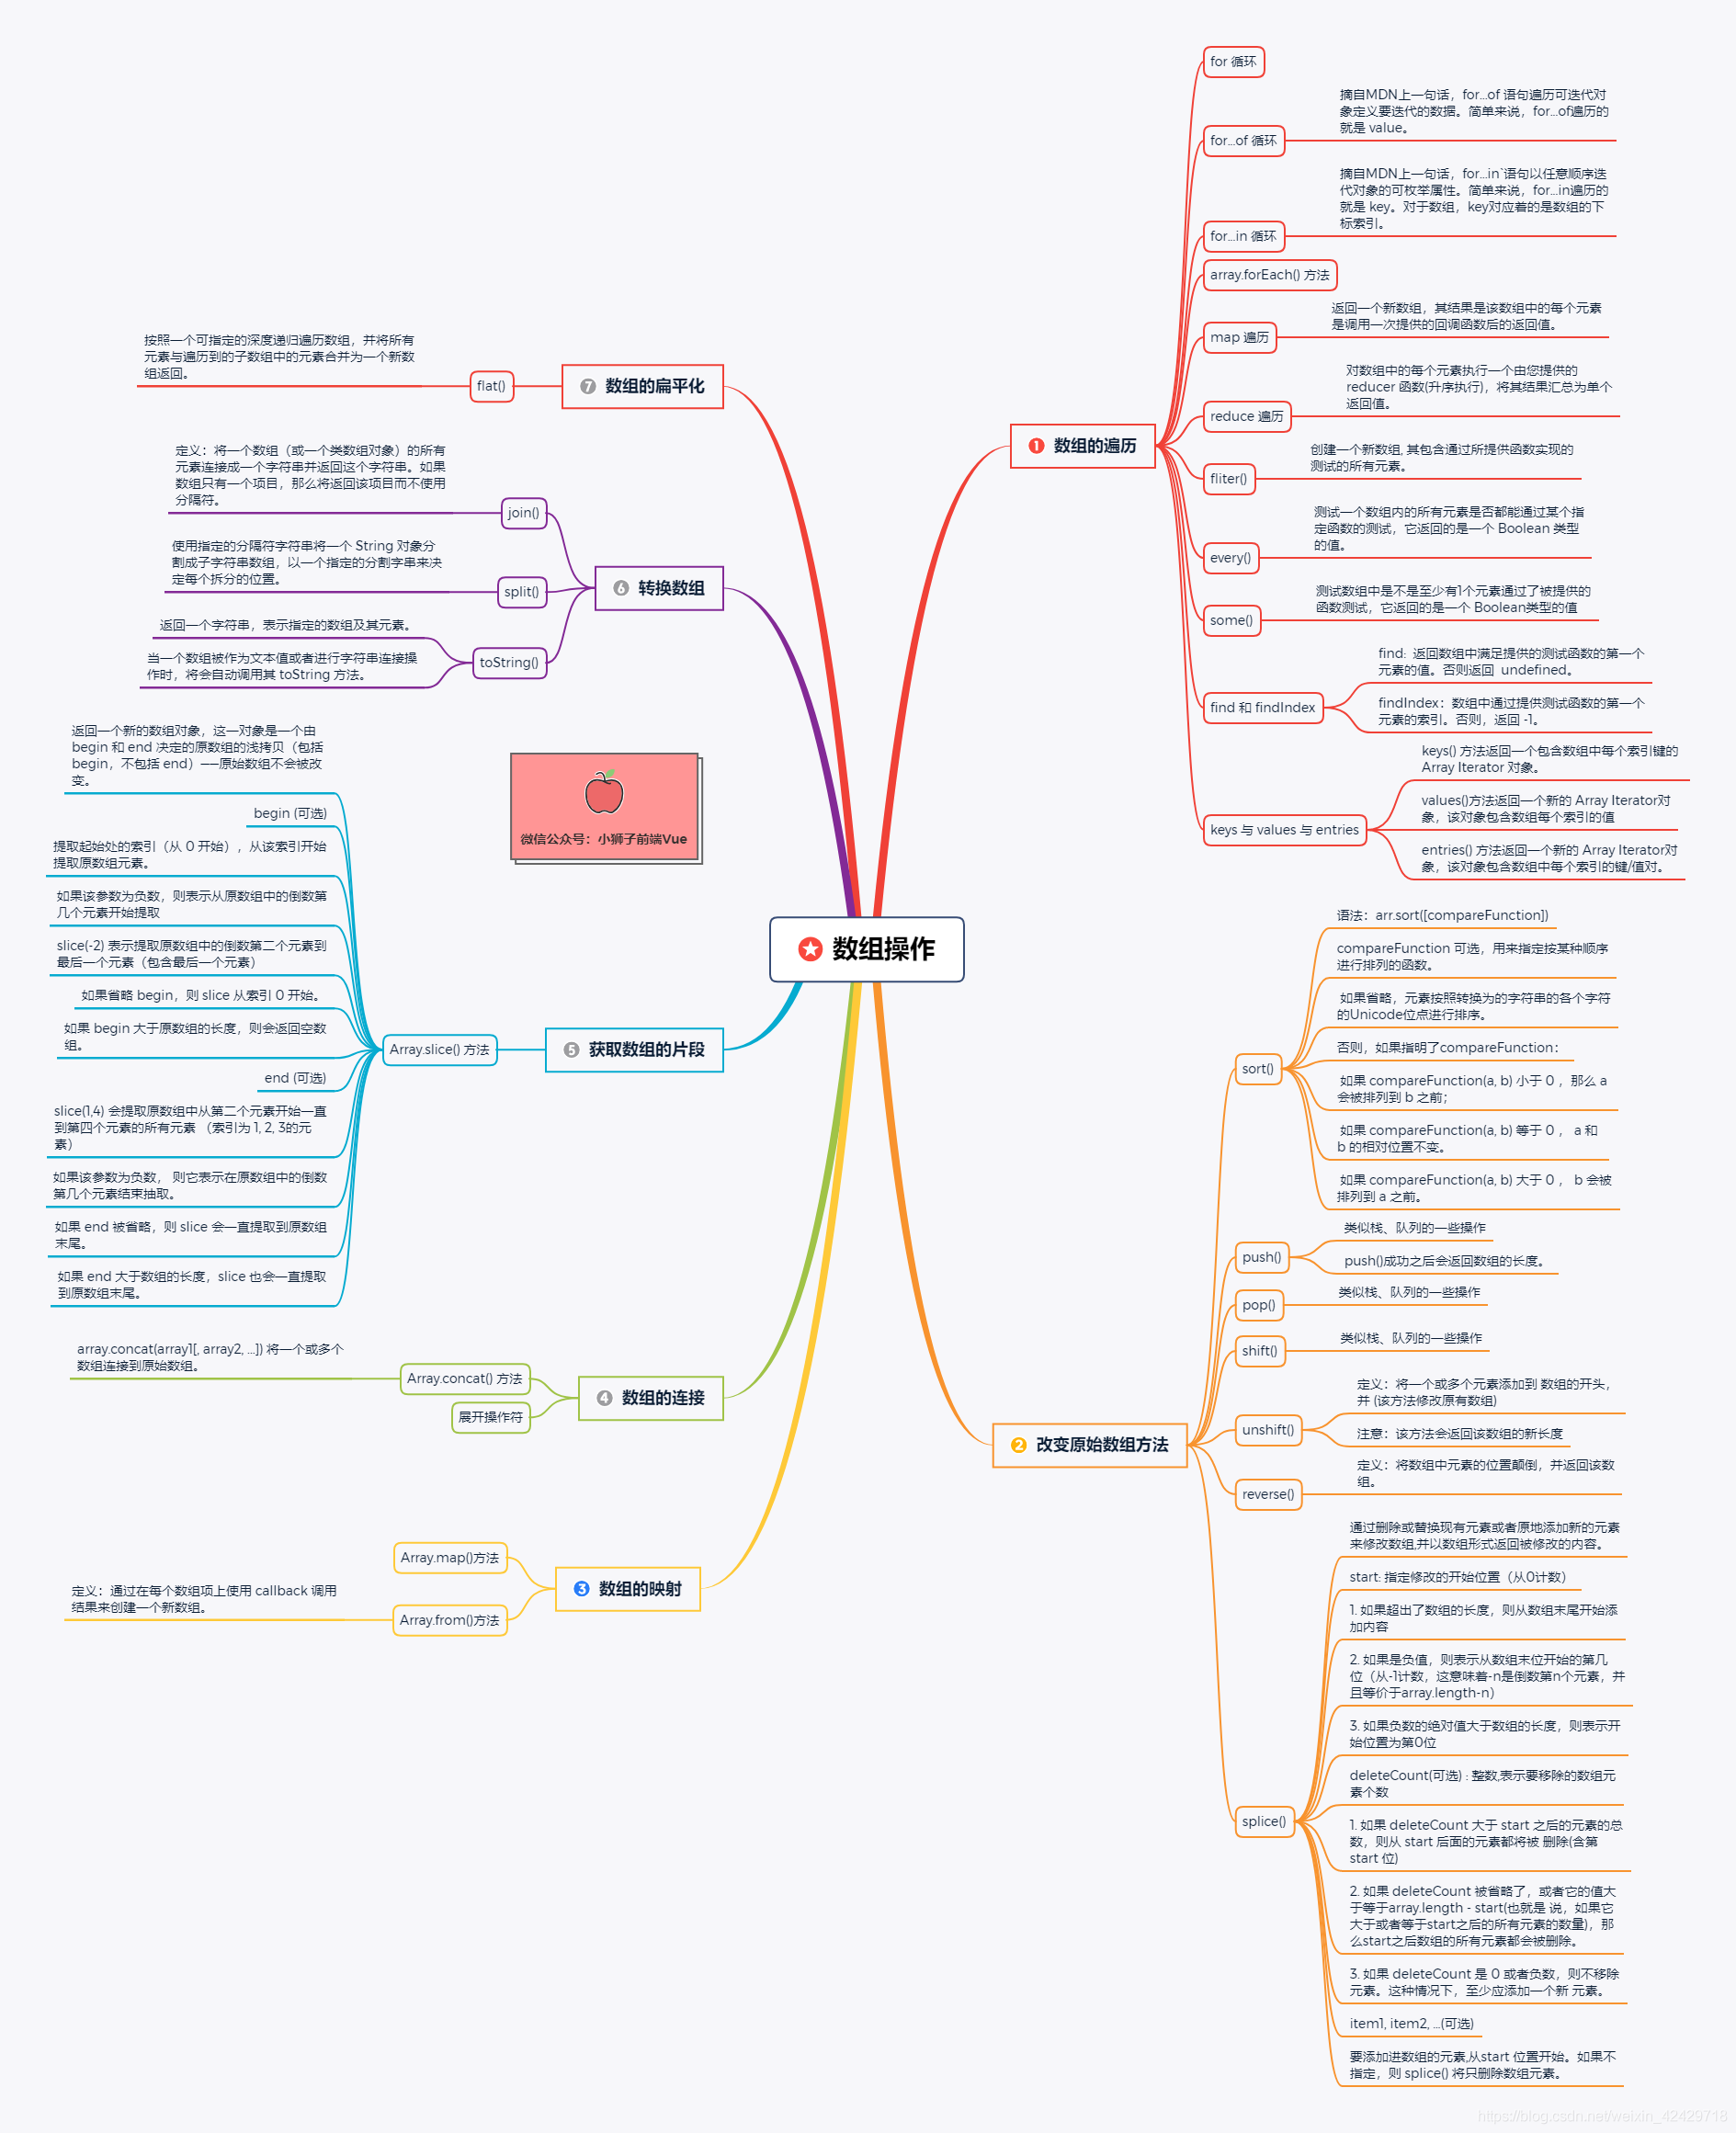 数组操作
1 数组的遍历
for 循环
for...of 循环
摘自MDN上一句话，for...of 语句遍历可迭代对
象定义要迭代的数据。简单来说，for...of遍历的
就是 value。
for...in 循环
摘自MDN上一句话，for...in`语句以任意顺序迭
代对象的可枚举属性。简单来说，for...in遍历的
就是 key。对于数组，key对应着的是数组的下
标索引。
array.forEach() 方法
map 遍历
返回一个新数组，其结果是该数组中的每个元素
是调用一次提供的回调函数后的返回值。
reduce 遍历
对数组中的每个元素执行一个由您提供的
reducer 函数(升序执行)，将其结果汇总为单个
返回值。
fliter()
创建一个新数组, 其包含通过所提供函数实现的
测试的所有元素。
every()
测试一个数组内的所有元素是否都能通过某个指
定函数的测试，它返回的是一个 Boolean 类型
的值。
some()
测试数组中是不是至少有1个元素通过了被提供的
函数测试，它返回的是一个 Boolean类型的值
find 和 findIndex
find:  返回数组中满足提供的测试函数的第一个
元素的值。否则返回  undefined。
findIndex：数组中通过提供测试函数的第一个
元素的索引。否则，返回 -1。
keys 与 values 与 entries
keys() 方法返回一个包含数组中每个索引键的
Array Iterator 对象。
values()方法返回一个新的 Array Iterator对
象，该对象包含数组每个索引的值
entries() 方法返回一个新的 Array Iterator对
象，该对象包含数组中每个索引的键/值对。
2 改变原始数组方法
sort()
语法：arr.sort([compareFunction])
compareFunction 可选，用来指定按某种顺序
进行排列的函数。
如果省略，元素按照转换为的字符串的各个字符
的Unicode位点进行排序。
否则，如果指明了compareFunction：
如果 compareFunction(a, b) 小于 0 ，那么 a
会被排列到 b 之前；
如果 compareFunction(a, b) 等于 0 ， a 和
b 的相对位置不变。
如果 compareFunction(a, b) 大于 0 ， b 会被
排列到 a 之前。
push()
类似栈、队列的一些操作
push()成功之后会返回数组的长度。
pop()
类似栈、队列的一些操作
shift()
类似栈、队列的一些操作
unshift()
定义：将一个或多个元素添加到 数组的开头，
并 (该方法修改原有数组)
注意：该方法会返回该数组的新长度
reverse()
定义：将数组中元素的位置颠倒，并返回该数
组。
splice()
通过删除或替换现有元素或者原地添加新的元素
来修改数组,并以数组形式返回被修改的内容。
start: 指定修改的开始位置（从0计数）
1. 如果超出了数组的长度，则从数组末尾开始添
加内容
2. 如果是负值，则表示从数组末位开始的第几
位（从-1计数，这意味着-n是倒数第n个元素，并
且等价于array.length-n）
3. 如果负数的绝对值大于数组的长度，则表示开
始位置为第0位
deleteCount(可选) : 整数,表示要移除的数组元
素个数
1. 如果 deleteCount 大于 start 之后的元素的总
数，则从 start 后面的元素都将被 删除(含第
start 位)
2. 如果 deleteCount 被省略了，或者它的值大
于等于array.length - start(也就是 说，如果它
大于或者等于start之后的所有元素的数量)，那
么start之后数组的所有元素都会被删除。
3. 如果 deleteCount 是 0 或者负数，则不移除
元素。这种情况下，至少应添加一个新 元素。
item1, item2, ...(可选)
要添加进数组的元素,从start 位置开始。如果不
指定，则 splice() 将只删除数组元素。
3 数组的映射
Array.map()方法
Array.from()方法
定义：通过在每个数组项上使用 callback 调用
结果来创建一个新数组。
4 数组的连接
Array.concat() 方法
array.concat(array1[, array2, ...]) 将一个或多个
数组连接到原始数组。
展开操作符
5 获取数组的片段
Array.slice() 方法
返回一个新的数组对象，这一对象是一个由
begin 和 end 决定的原数组的浅拷贝（包括
begin，不包括 end）——原始数组不会被改
变。
begin (可选)
提取起始处的索引（从 0 开始），从该索引开始
提取原数组元素。
如果该参数为负数，则表示从原数组中的倒数第
几个元素开始提取
slice(-2) 表示提取原数组中的倒数第二个元素到
最后一个元素（包含最后一个元素）
如果省略 begin，则 slice 从索引 0 开始。
如果 begin 大于原数组的长度，则会返回空数
组。
end (可选)
slice(1,4) 会提取原数组中从第二个元素开始一直
到第四个元素的所有元素 （索引为 1, 2, 3的元
素）
如果该参数为负数， 则它表示在原数组中的倒数
第几个元素结束抽取。
如果 end 被省略，则 slice 会一直提取到原数组
末尾。
如果 end 大于数组的长度，slice 也会一直提取
到原数组末尾。
6 转换数组
join()
定义：将一个数组（或一个类数组对象）的所有
元素连接成一个字符串并返回这个字符串。如果
数组只有一个项目，那么将返回该项目而不使用
分隔符。
split()
使用指定的分隔符字符串将一个 String 对象分
割成子字符串数组，以一个指定的分割字串来决
定每个拆分的位置。
toString()
返回一个字符串，表示指定的数组及其元素。
当一个数组被作为文本值或者进行字符串连接操
作时，将会自动调用其 toString 方法。
7 数组的扁平化
flat()
按照一个可指定的深度递归遍历数组，并将所有
元素与遍历到的子数组中的元素合并为一个新数
组返回。
微信公众号：小狮子前端Vue
https://blog.csdn.net/weixin_42429718